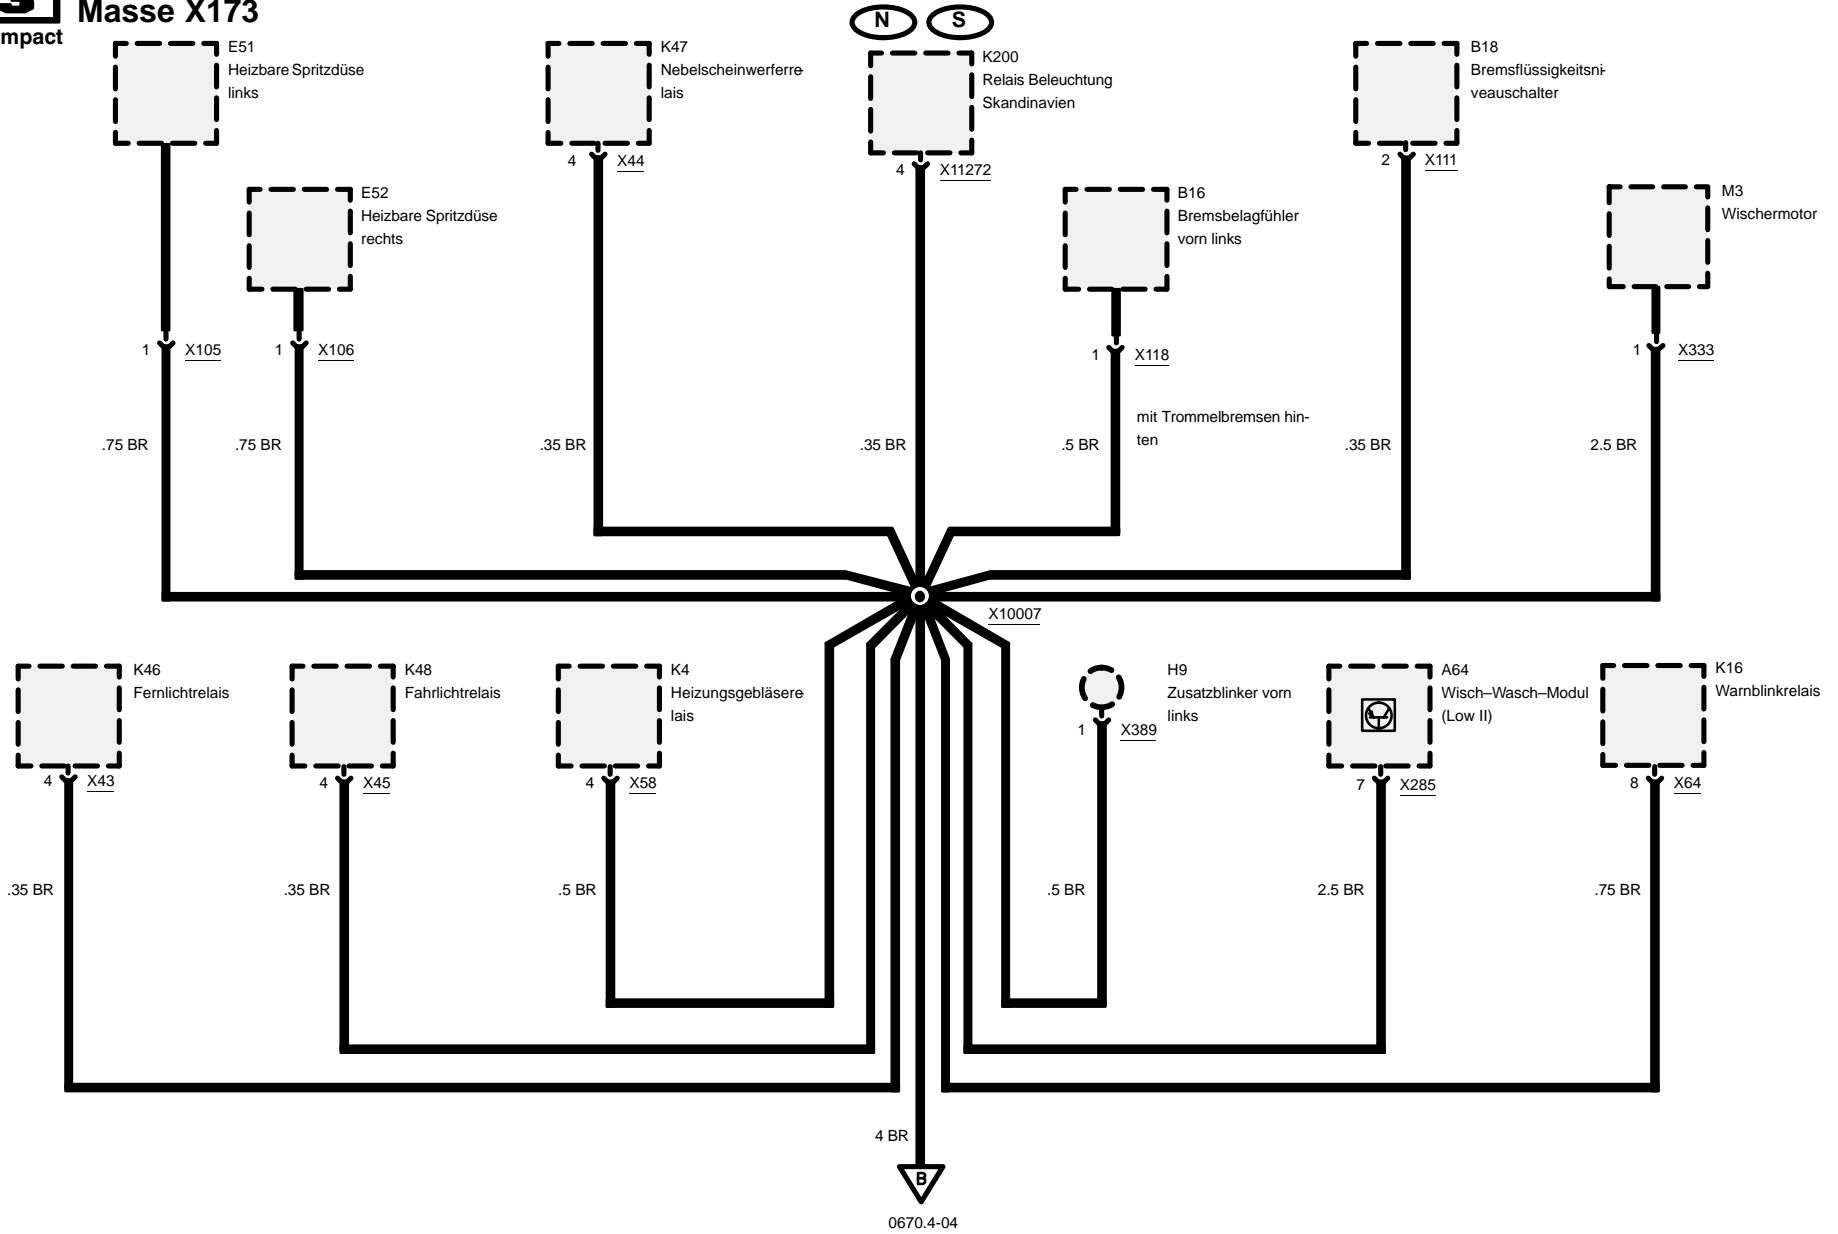 3
Masse X173
mpact
N
S
E51
Heizbare Spritzdüse
links
K47
Nebelscheinwerferre-
lais
K200
Relais Beleuchtung
Skandinavien
B18
Bremsflüssigkeitsni-
veauschalter
4
X44
4
X11272
2
X111
E52
Heizbare Spritzdüse
rechts
B16
Bremsbelagfühler
vorn links
M3
Wischermotor
1
X105
1
X106
1
X118
1
X333
mit Trommelbremsen hin-
ten
.75 BR
.75 BR
.35 BR
.35 BR
.5 BR
.35 BR
2.5 BR
X10007
K46
Fernlichtrelais
K48
Fahrlichtrelais
K4
Heizungsgebläsere-
lais
H9
Zusatzblinker vorn
links
A64
Wisch–Wasch–Modul
(Low II)
K16
Warnblinkrelais
4
X43
4
X45
4
X58
1
X389
7
X285
8
X64
.35 BR
.35 BR
.5 BR
.5 BR
2.5 BR
.75 BR
4 BR
B
0670.4-04